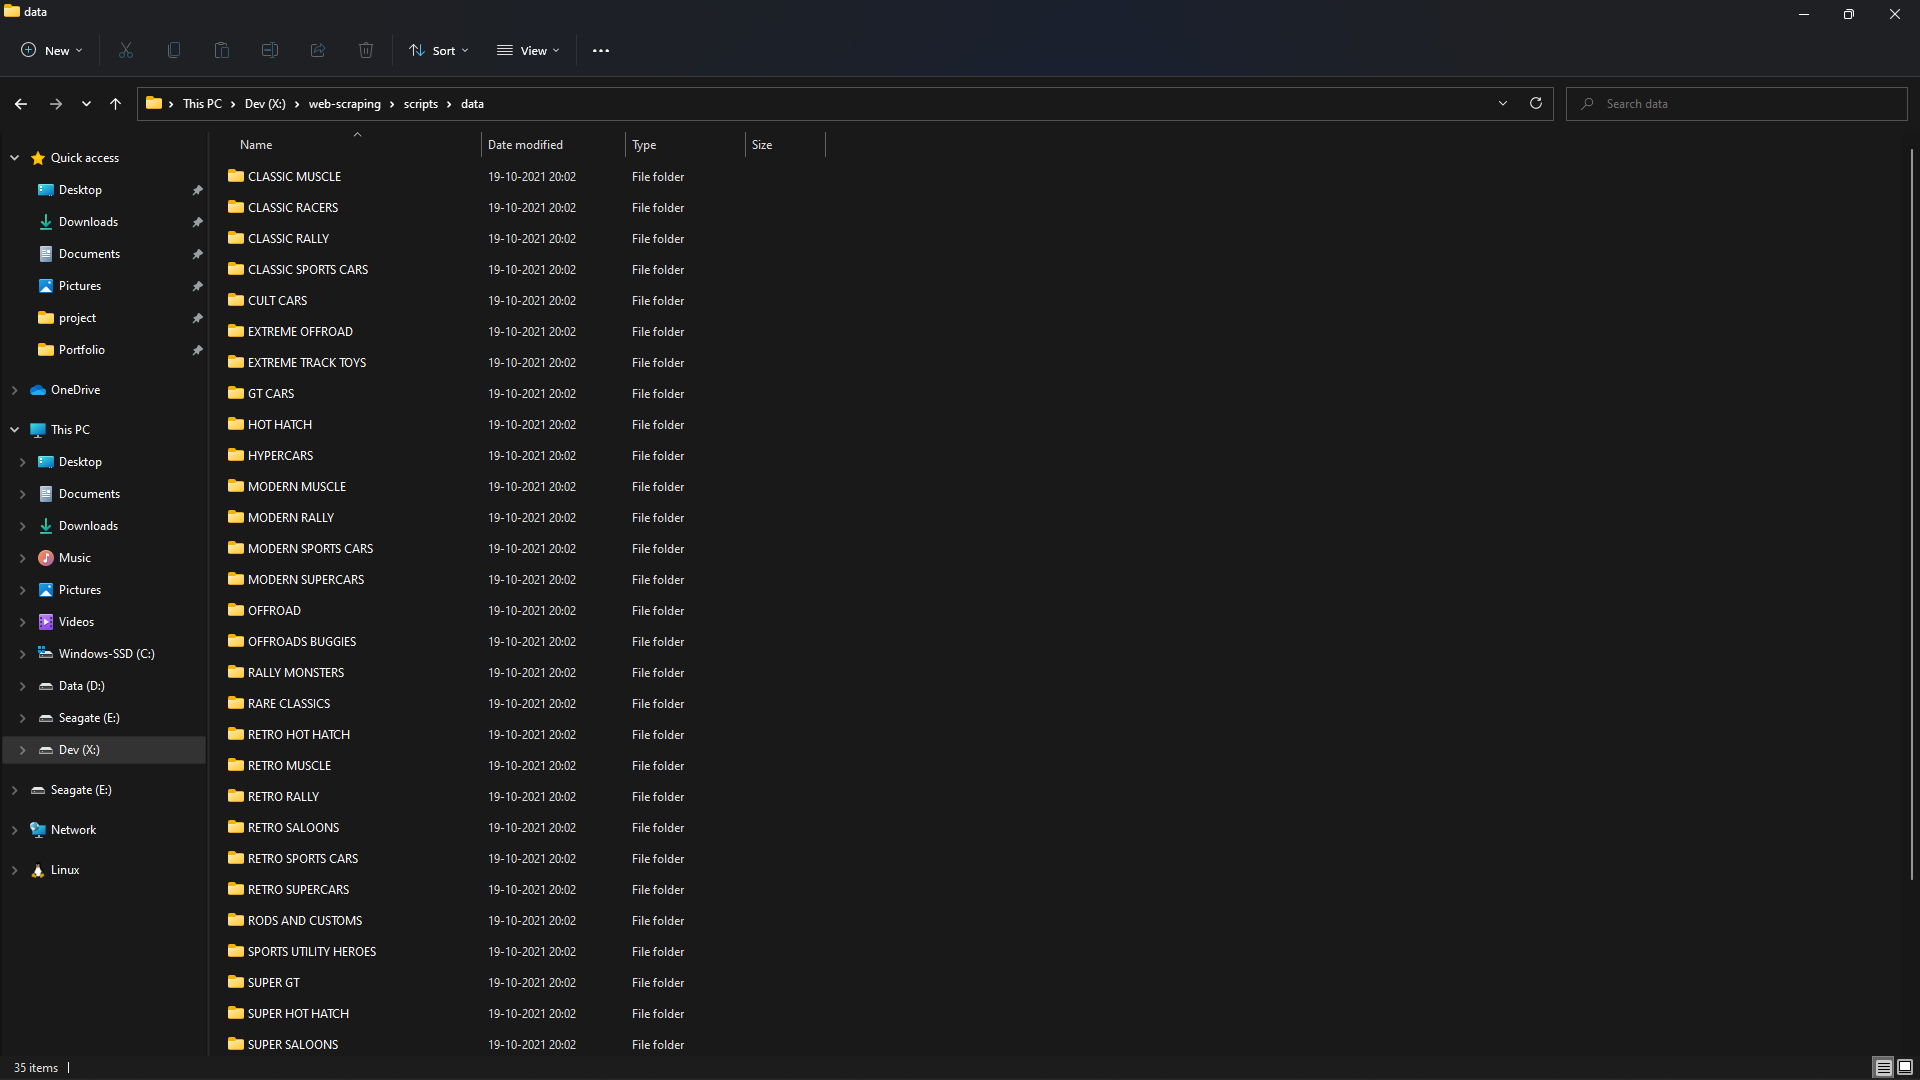 data
New Sort View
This PC Dev (X:) web-scraping scripts data Search data
Name Date modified Type Size
Quick access
Desktop
Downloads
Documents
Pictures
project
Portfolio
OneDrive
This PC
Desktop
Documents
Downloads
Music
Pictures
Videos
Windows-SSD (C:)
Data (D:)
Seagate (E:)
Dev (X:)
Seagate (E:)
Network
Linux
CLASSIC MUSCLE 19-10-2021 20:02 File folder
CLASSIC RACERS 19-10-2021 20:02 File folder
CLASSIC RALLY 19-10-2021 20:02 File folder
CLASSIC SPORTS CARS 19-10-2021 20:02 File folder
CULT CARS 19-10-2021 20:02 File folder
EXTREME OFFROAD 19-10-2021 20:02 File folder
EXTREME TRACK TOYS 19-10-2021 20:02 File folder
GT CARS 19-10-2021 20:02 File folder
HOT HATCH 19-10-2021 20:02 File folder
HYPERCARS 19-10-2021 20:02 File folder
MODERN MUSCLE 19-10-2021 20:02 File folder
MODERN RALLY 19-10-2021 20:02 File folder
MODERN SPORTS CARS 19-10-2021 20:02 File folder
MODERN SUPERCARS 19-10-2021 20:02 File folder
OFFROAD 19-10-2021 20:02 File folder
OFFROADS BUGGIES 19-10-2021 20:02 File folder
RALLY MONSTERS 19-10-2021 20:02 File folder
RARE CLASSICS 19-10-2021 20:02 File folder
RETRO HOT HATCH 19-10-2021 20:02 File folder
RETRO MUSCLE 19-10-2021 20:02 File folder
RETRO RALLY 19-10-2021 20:02 File folder
RETRO SALOONS 19-10-2021 20:02 File folder
RETRO SPORTS CARS 19-10-2021 20:02 File folder
RETRO SUPERCARS 19-10-2021 20:02 File folder
RODS AND CUSTOMS 19-10-2021 20:02 File folder
SPORTS UTILITY HEROES 19-10-2021 20:02 File folder
SUPER GT 19-10-2021 20:02 File folder
SUPER HOT HATCH 19-10-2021 20:02 File folder
SUPER SALOONS 19-10-2021 20:02 File folder
35 items